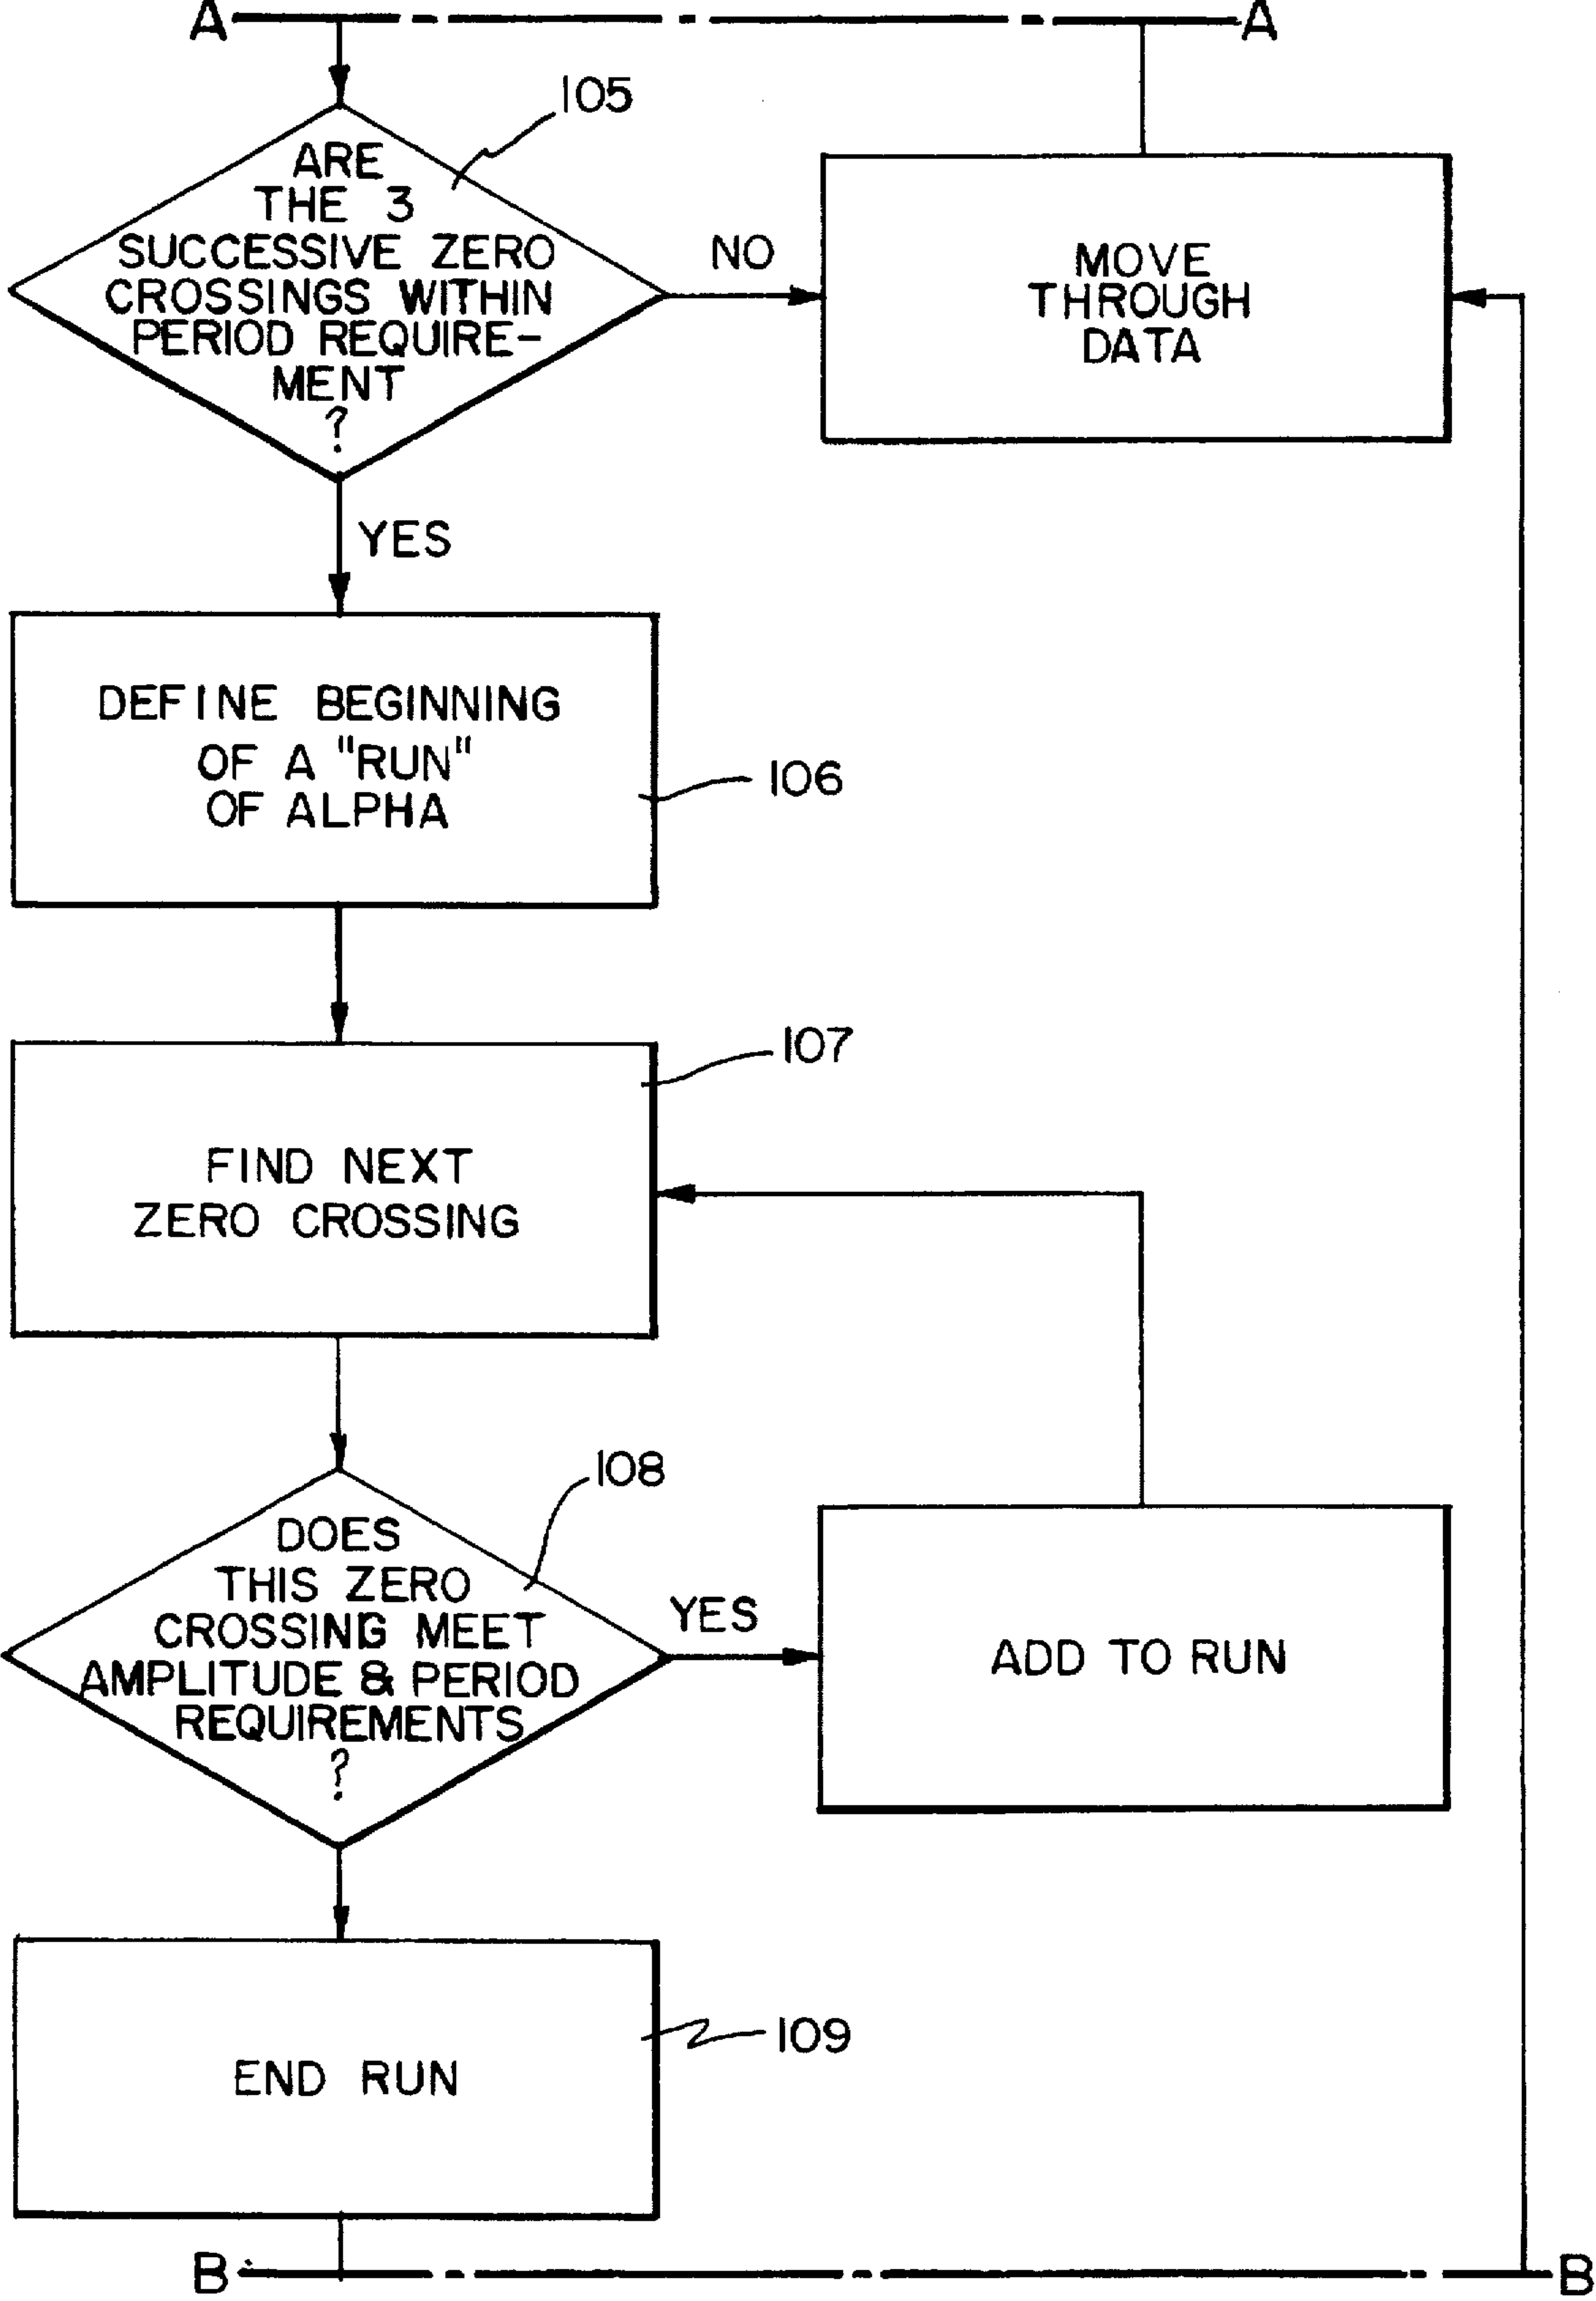 A A
105
ARE
THE 3
SUCCESSIVE ZERO
CROSSINGS WITHIN
PERIOD REQUIRE-
MENT
?
NO
MOVE
THROUGH
DATA
YES
DEFINE BEGINNING
OF A "RUN"
OF ALPHA
106
107
FIND NEXT
ZERO CROSSING
108
DOES
THIS ZERO
CROSSING MEET
AMPLITUDE & PERIOD
REQUIREMENTS
?
YES
ADD TO RUN
109
END RUN
B B